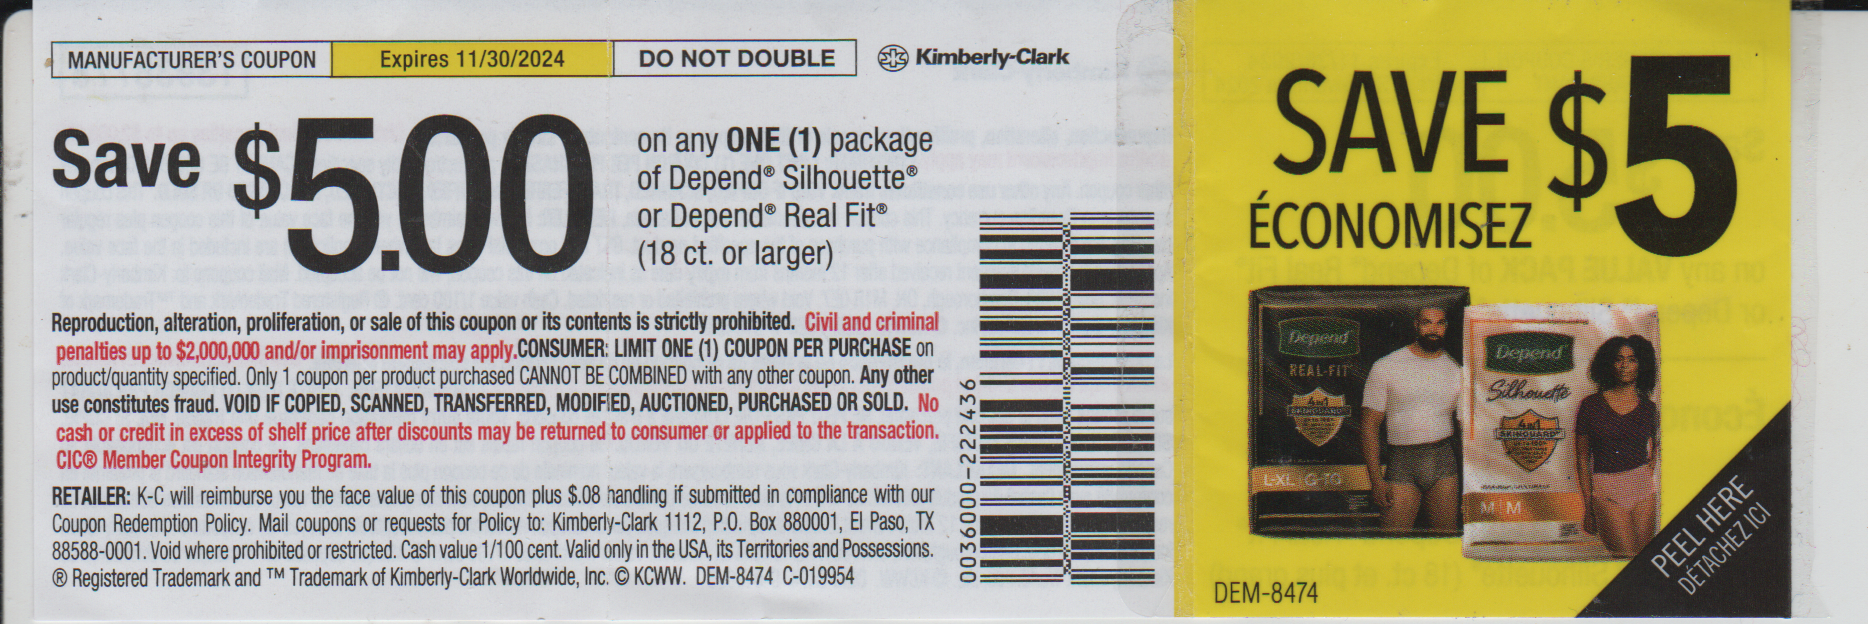 MANUFACTURER'S COUPON
Expires 11/30/2024
DO NOT DOUBLE
Kimberly-Clark
Save $5.00
on any ONE (1) package
of Depend® Silhouette®
or Depend® Real Fit®
(18 ct. or larger)
Reproduction, alteration, proliferation, or sale of this coupon or its contents is strictly prohibited. Civil and criminal
penalties up to $2,000,000 and/or imprisonment may apply.CONSUMER: LIMIT ONE (1) COUPON PER PURCHASE on
product/quantity specified. Only 1 coupon per product purchased CANNOT BE COMBINED with any other coupon. Any other
use constitutes fraud. VOID IF COPIED, SCANNED, TRANSFERRED, MODIFIED, AUCTIONED, PURCHASED OR SOLD. No
cash or credit in excess of shelf price after discounts may be returned to consumer or applied to the transaction.
CIC® Member Coupon Integrity Program.
RETAILER: K-C will reimburse you the face value of this coupon plus $.08 handling if submitted in compliance with our
Coupon Redemption Policy. Mail coupons or requests for Policy to: Kimberly-Clark 1112, P.O. Box 880001, El Paso, TX
88588-0001. Void where prohibited or restricted. Cash value 1/100 cent. Valid only in the USA, its Territories and Possessions.
® Registered Trademark and ™ Trademark of Kimberly-Clark Worldwide, Inc. © KCWW. DEM-8474 C-019954
0036000-222436
SAVE $5
ÉCONOMISEZ
Depend
REAL-FIT
4in1
SKINGUARD
L-XL G-TG
Depend
Silhouette
4in1
SKINGUARD
M M
DEM-8474
PEEL HERE
DÉTACHEZ ICI